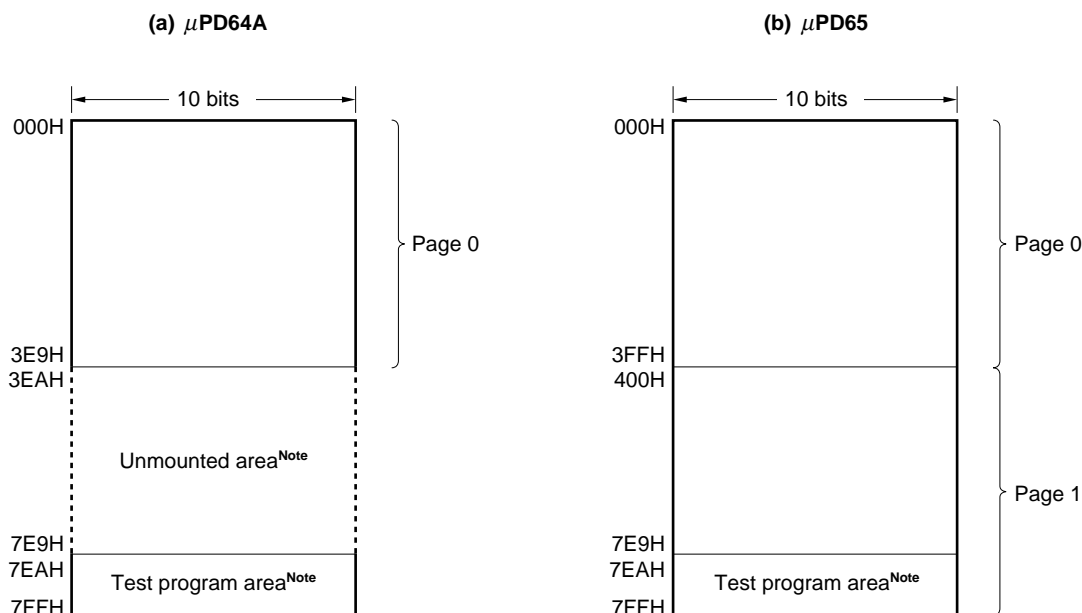 (a) μPD64A
10 bits
000H
Page 0
3E9H
3EAH
Unmounted areaNote
7E9H
7EAH
Test program areaNote
7FFH
(b) μPD65
10 bits
000H
Page 0
3FFH
400H
Page 1
7E9H
7EAH
Test program areaNote
7FFH